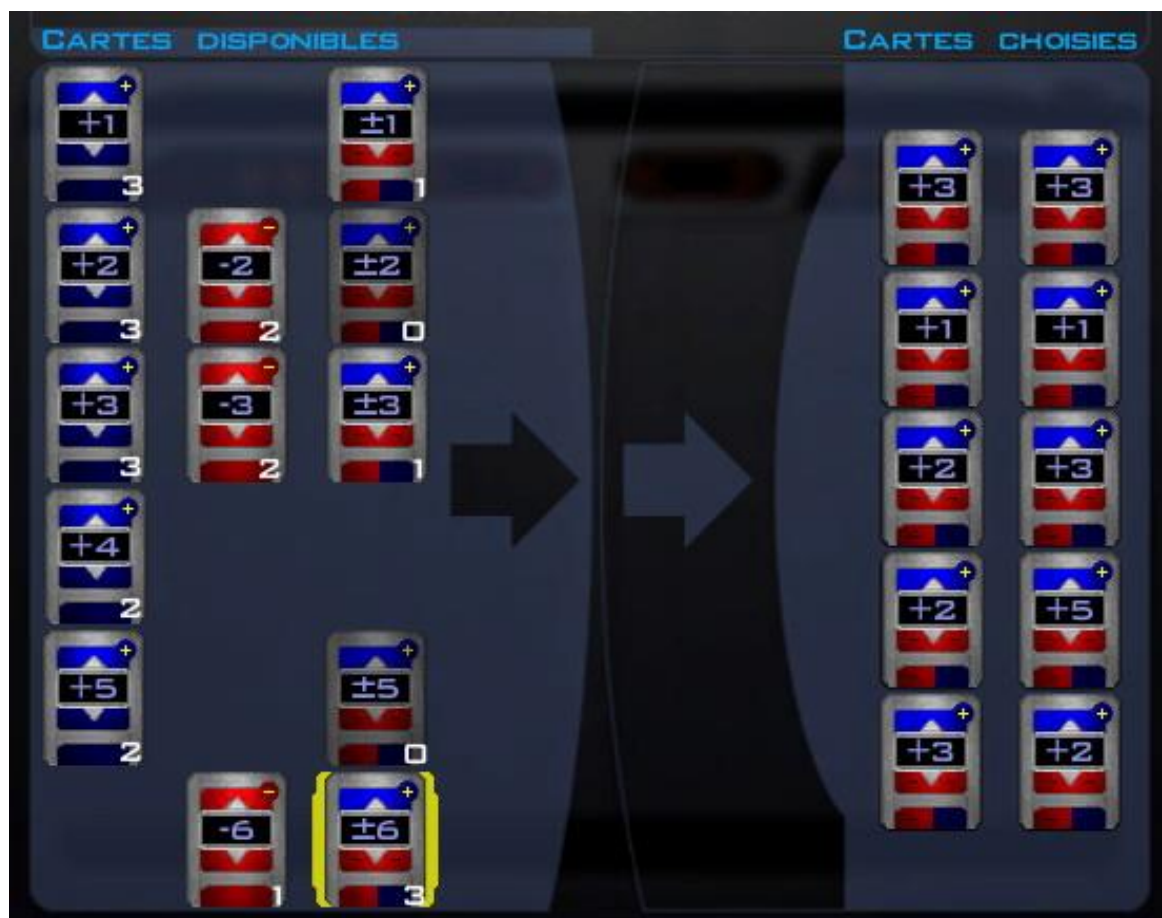 CARTES DISPONIBLES CARTES CHOISIES
+1 3 ±1 1
+3 +3
+2 3 -2 2 ±2 0
+1 +1
+3 3 -3 2 ±3 1
+2 +3
+4 2
+2 +5
+5 2 ±5 0
+3 +2
-6 1 ±6 3